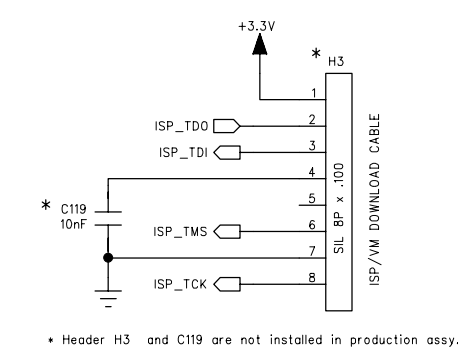 +3.3V
*
H3
1
ISP_TDO
2
ISP_TDI
3
4
5
*
C119
10nF
ISP_TMS
6
7
ISP_TCK
8
SIL 8P x .100
ISP/VM DOWNLOAD CABLE
* Header H3 and C119 are not installed in production assy.